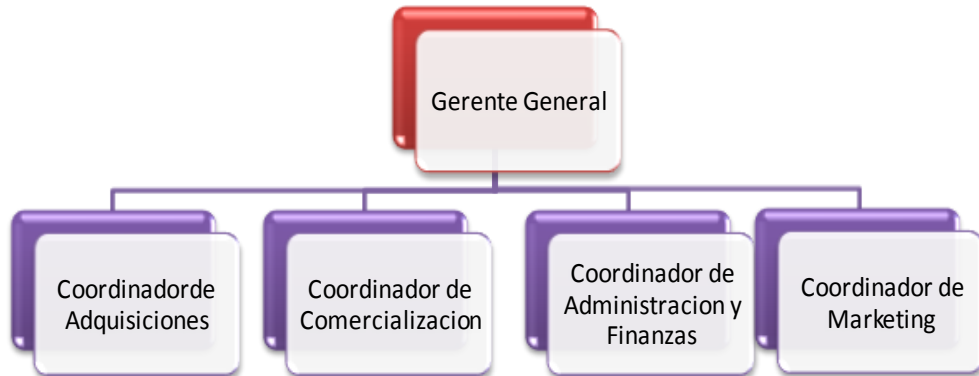 Gerente General
Coordinadorde
Adquisiciones
Coordinador de
Comercializacion
Coordinador de
Administracion y
Finanzas
Coordinador de
Marketing